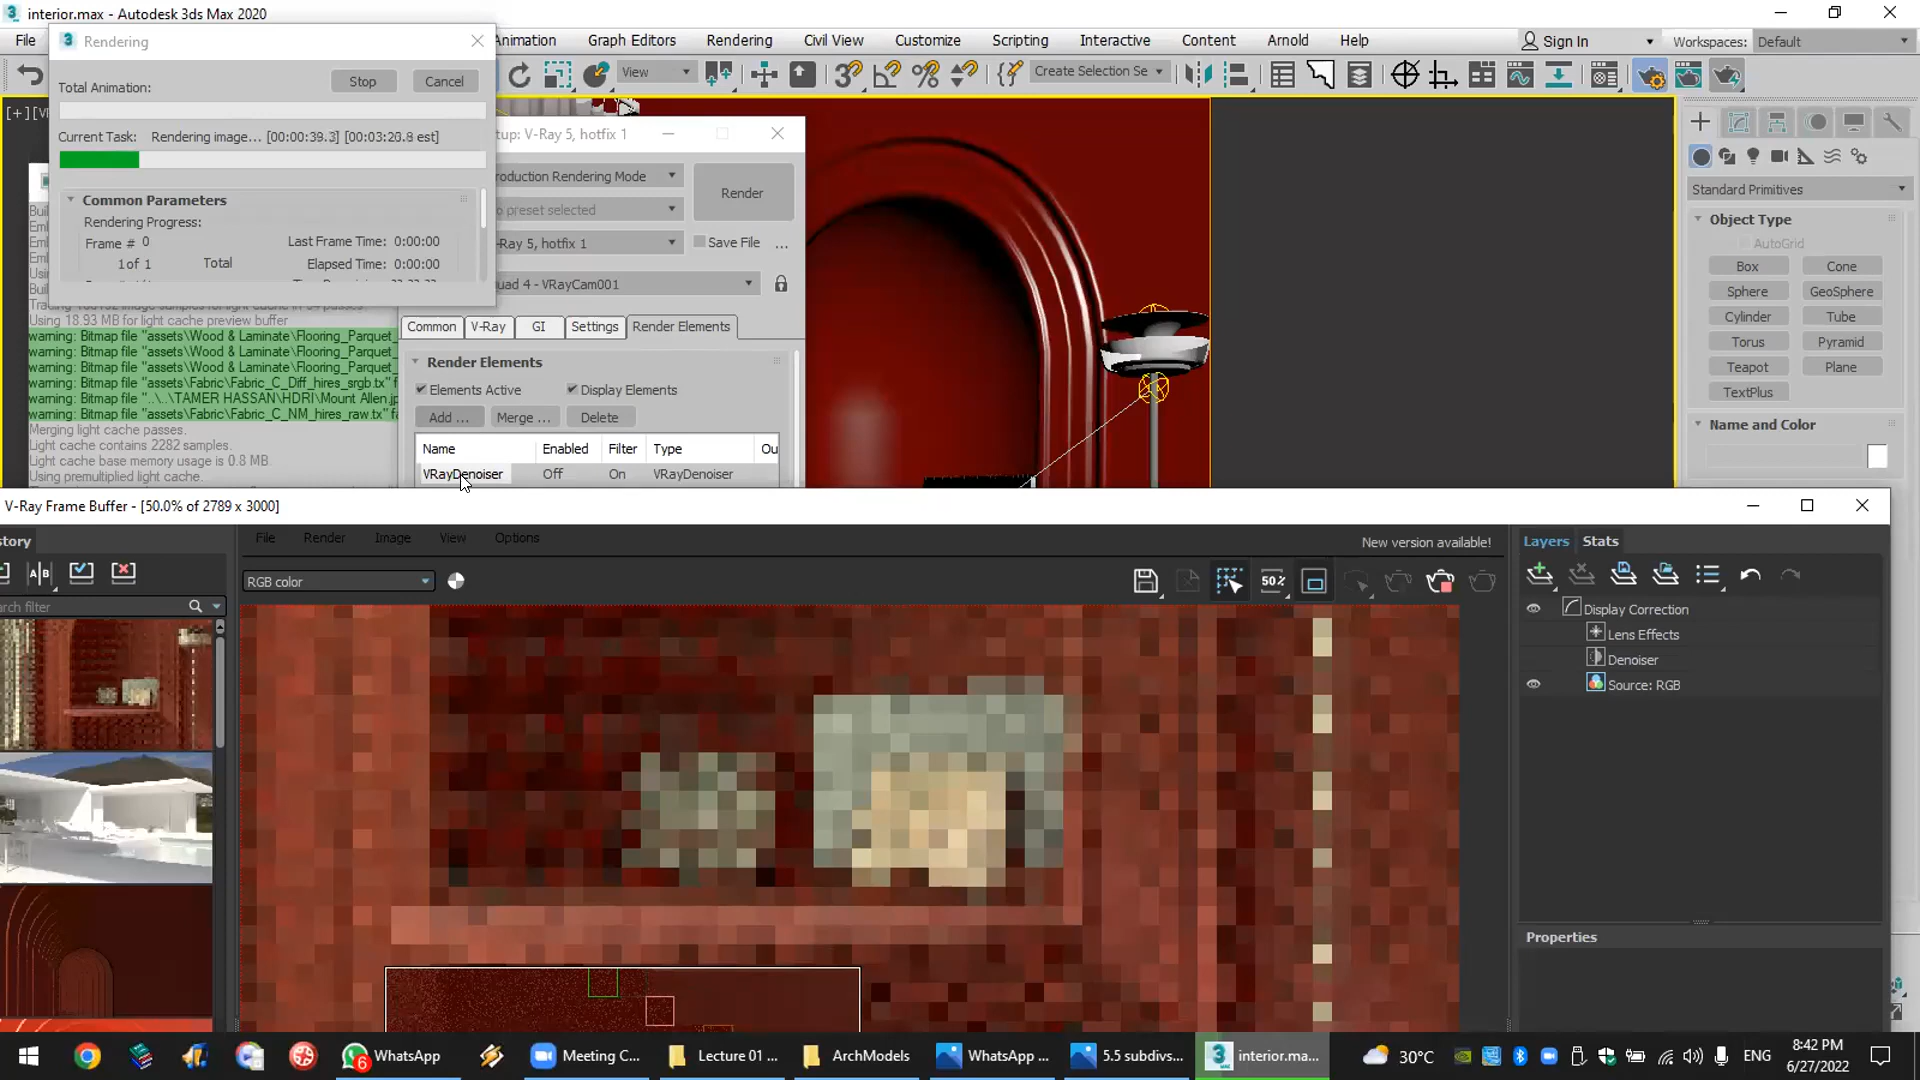 interior.max - Autodesk 3ds Max 2020
File
Animation
Graph Editors
Rendering
Civil View
Customize
Scripting
Interactive
Content
Arnold
Help
Sign In
Workspaces: Default
View
Create Selection Se
Rendering
Stop
Cancel
Total Animation:
Current Task: Rendering image... [00:00:39.3] [00:03:20.8 est]
Common Parameters
Rendering Progress:
Frame # 0
Last Frame Time: 0:00:00
1 of 1 Total
Elapsed Time: 0:00:00
Using 18.93 MB for light cache preview buffer
warning: Bitmap file "assets\Wood & Laminate\Flooring_Parquet_
warning: Bitmap file "assets\Wood & Laminate\Flooring_Parquet_
warning: Bitmap file "assets\Wood & Laminate\Flooring_Parquet_
warning: Bitmap file "assets\Fabric\Fabric_C_Diff_hires_srgb.tx" f
warning: Bitmap file "..\..\TAMER HASSAN\HDRI\Mount Allen.jp
warning: Bitmap file "assets\Fabric\Fabric_C_NM_hires_raw.tx" fa
Merging light cache passes.
Light cache contains 2282 samples.
Light cache base memory usage is 0.8 MB.
Using premultiplied light cache.
tup: V-Ray 5, hotfix 1
oduction Rendering Mode
o preset selected
-Ray 5, hotfix 1
uad 4 - VRayCam001
Render
Save File ...
Common
V-Ray
GI
Settings
Render Elements
Render Elements
Elements Active
Display Elements
Add ...
Merge ...
Delete
Name Enabled Filter Type Ou
VRayDenoiser Off On VRayDenoiser
Standard Primitives
Object Type
AutoGrid
Box
Cone
Sphere
GeoSphere
Cylinder
Tube
Torus
Pyramid
Teapot
Plane
TextPlus
Name and Color
V-Ray Frame Buffer - [50.0% of 2789 x 3000]
story
File
Render
Image
View
Options
New version available!
Layers
Stats
A|B
RGB color
50%
rch filter
Display Correction
Lens Effects
Denoiser
Source: RGB
Properties
WhatsApp
6
Meeting C...
Lecture 01 ...
ArchModels
WhatsApp ...
5.5 subdivs...
interior.ma...
30°C
ENG
8:42 PM
6/27/2022